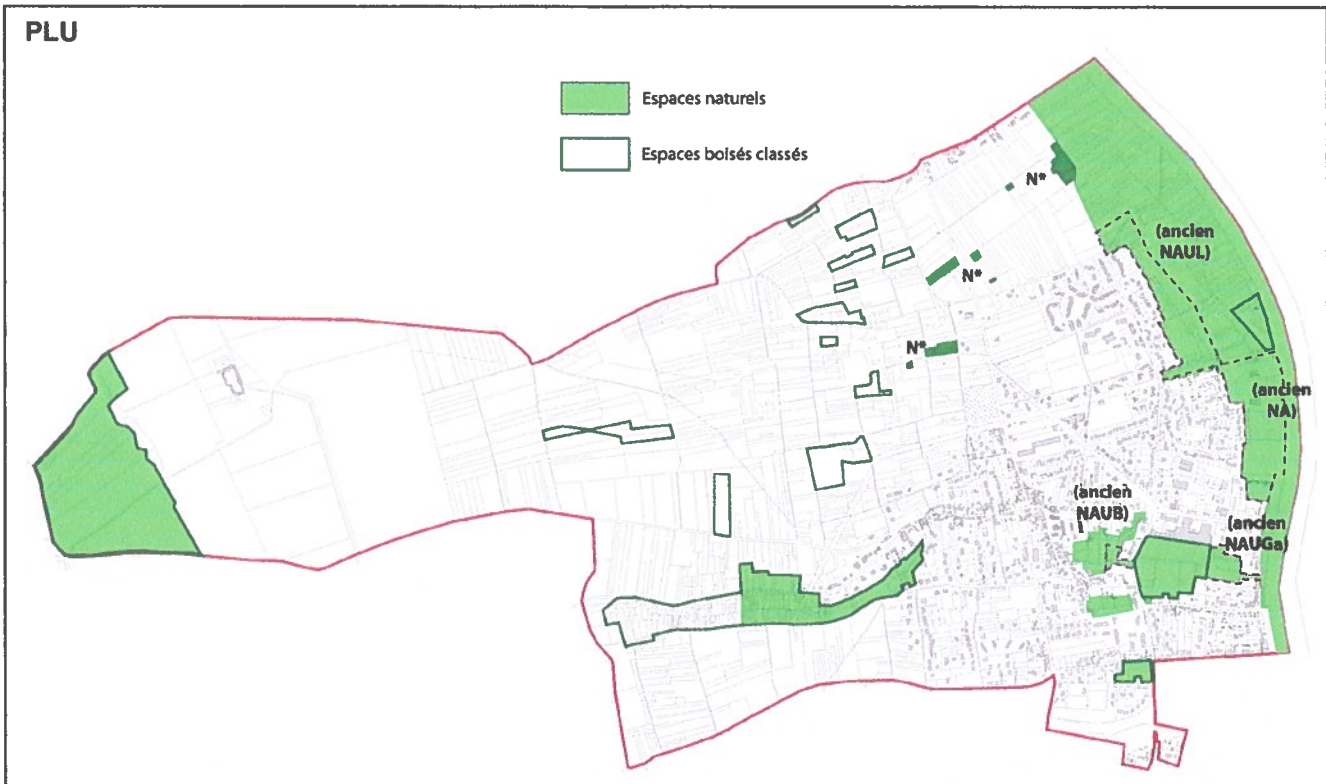 PLU
Espaces naturels
Espaces boisés classés
N*
(ancien
NAUL)
N*
N*
(ancien
NA)
(ancien
NAUB)
(ancien
NAUGa)